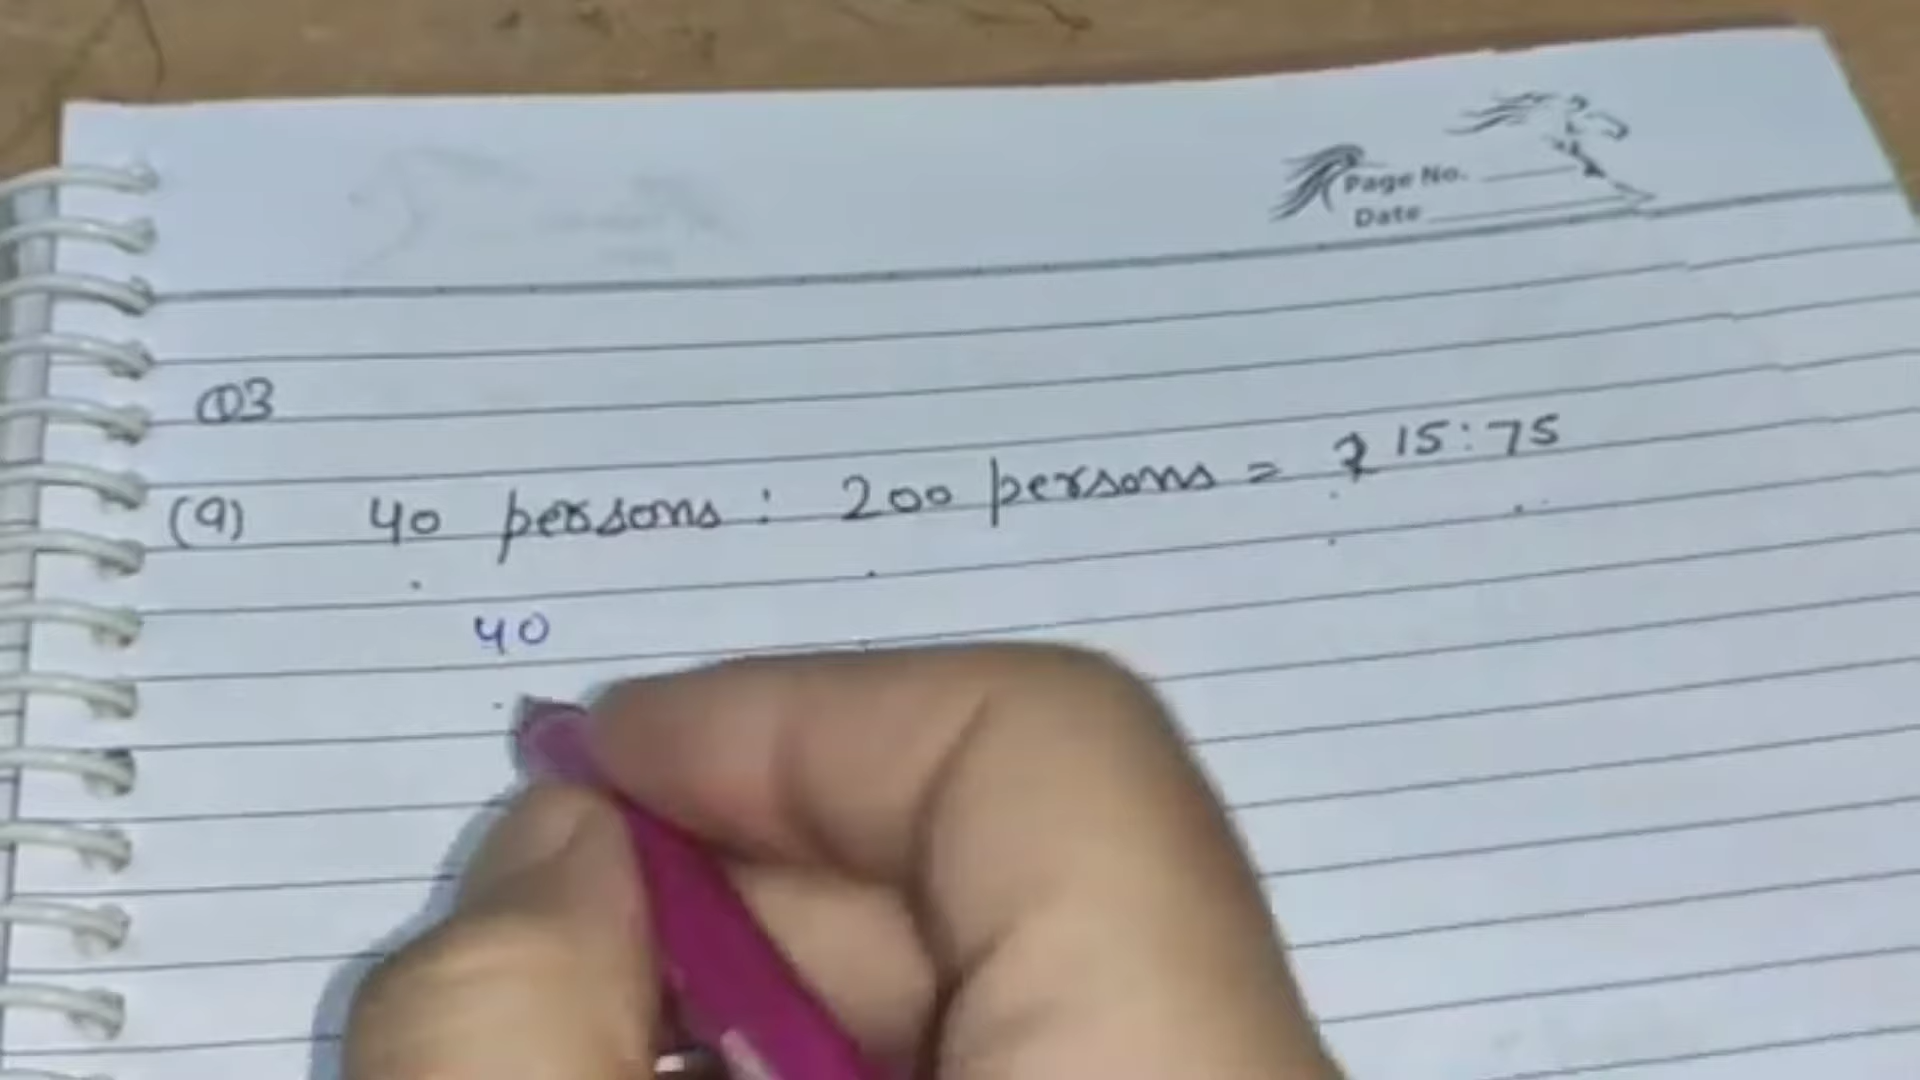 Page No.
Date
Q3
(a) 40 persons : 200 persons = ₹ 15 : 75
40